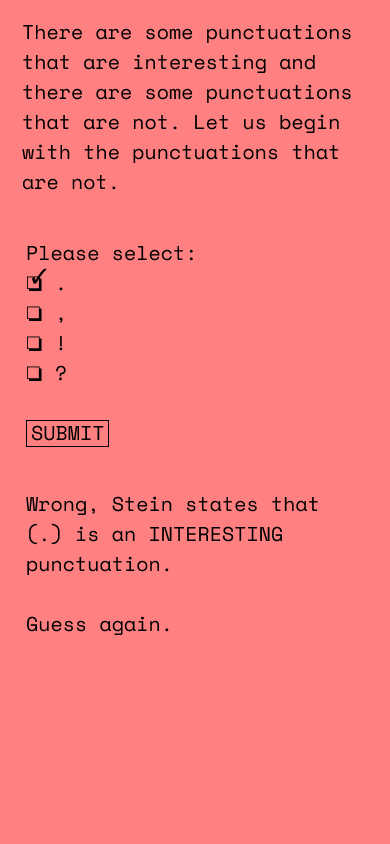 There are some punctuations
that are interesting and
there are some punctuations
that are not. Let us begin
with the punctuations that
are not.
Please select:
.
,
!
?
SUBMIT
Wrong, Stein states that
(.) is an INTERESTING
punctuation.
Guess again.